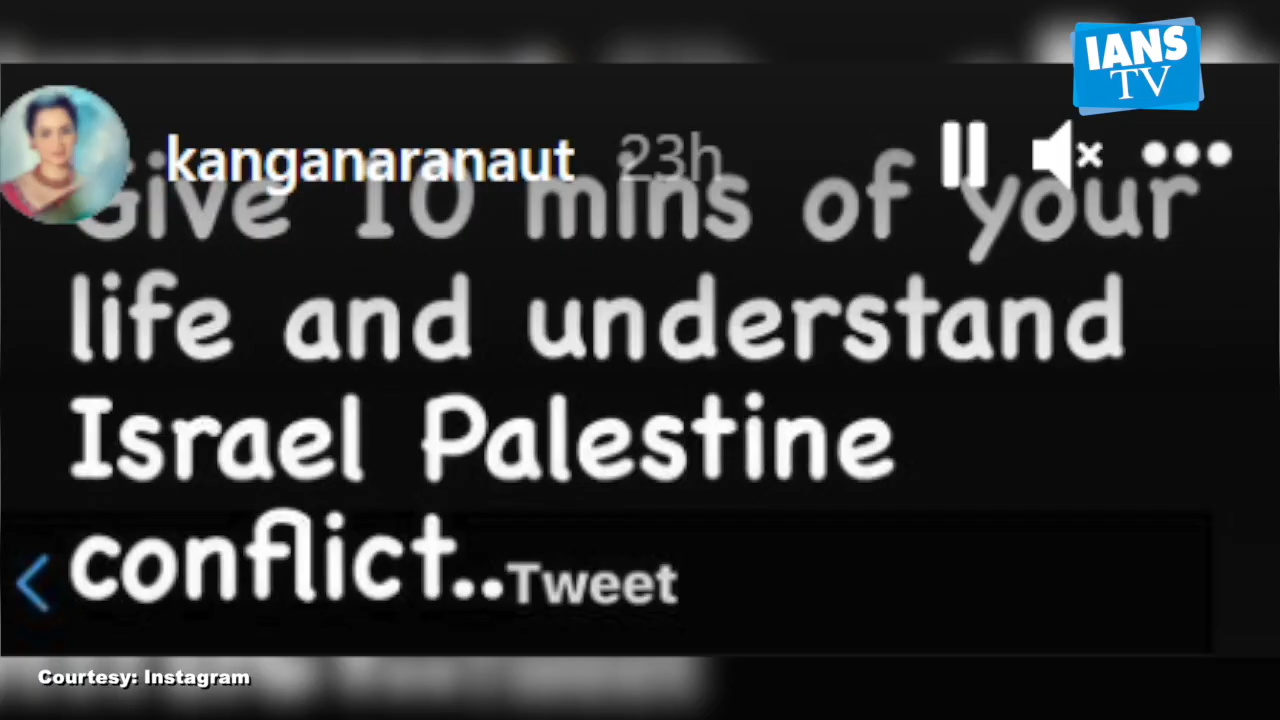 IANS
TV
kanganaranaut 23h
Give 10 mins of your
life and understand
Israel Palestine
conflict..
Tweet
Courtesy: Instagram